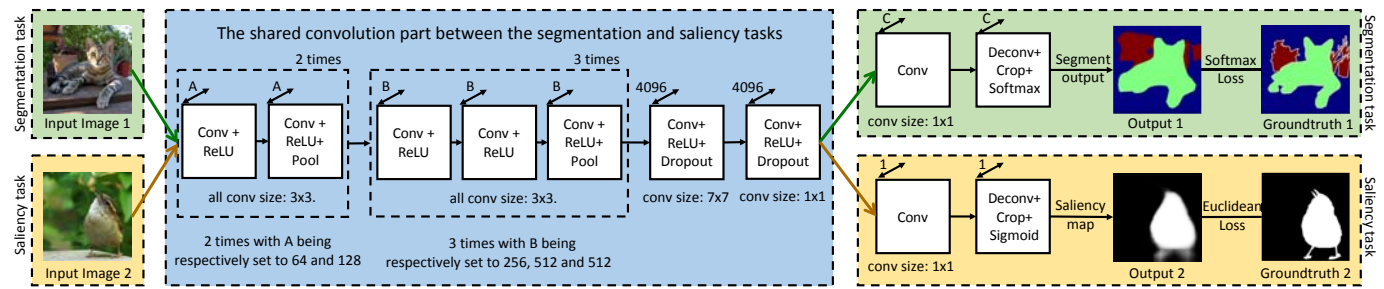 Segmentation task
Input Image 1
Saliency task
Input Image 2
The shared convolution part between the segmentation and saliency tasks
2 times
A
Conv +
ReLU
A
Conv +
ReLU+
Pool
all conv size: 3x3.
2 times with A being
respectively set to 64 and 128
3 times
B
Conv +
ReLU
B
Conv +
ReLU
B
Conv +
ReLU+
Pool
all conv size: 3x3.
3 times with B being
respectively set to 256, 512 and 512
4096
Conv+
ReLU+
Dropout
conv size: 7x7
4096
Conv+
ReLU+
Dropout
conv size: 1x1
C
Conv
conv size: 1x1
C
Deconv+
Crop+
Softmax
Segment
output
Output 1
Softmax
Loss
Groundtruth 1
Segmentation task
1
Conv
conv size: 1x1
1
Deconv+
Crop+
Sigmoid
Saliency
map
Output 2
Euclidean
Loss
Groundtruth 2
Saliency task